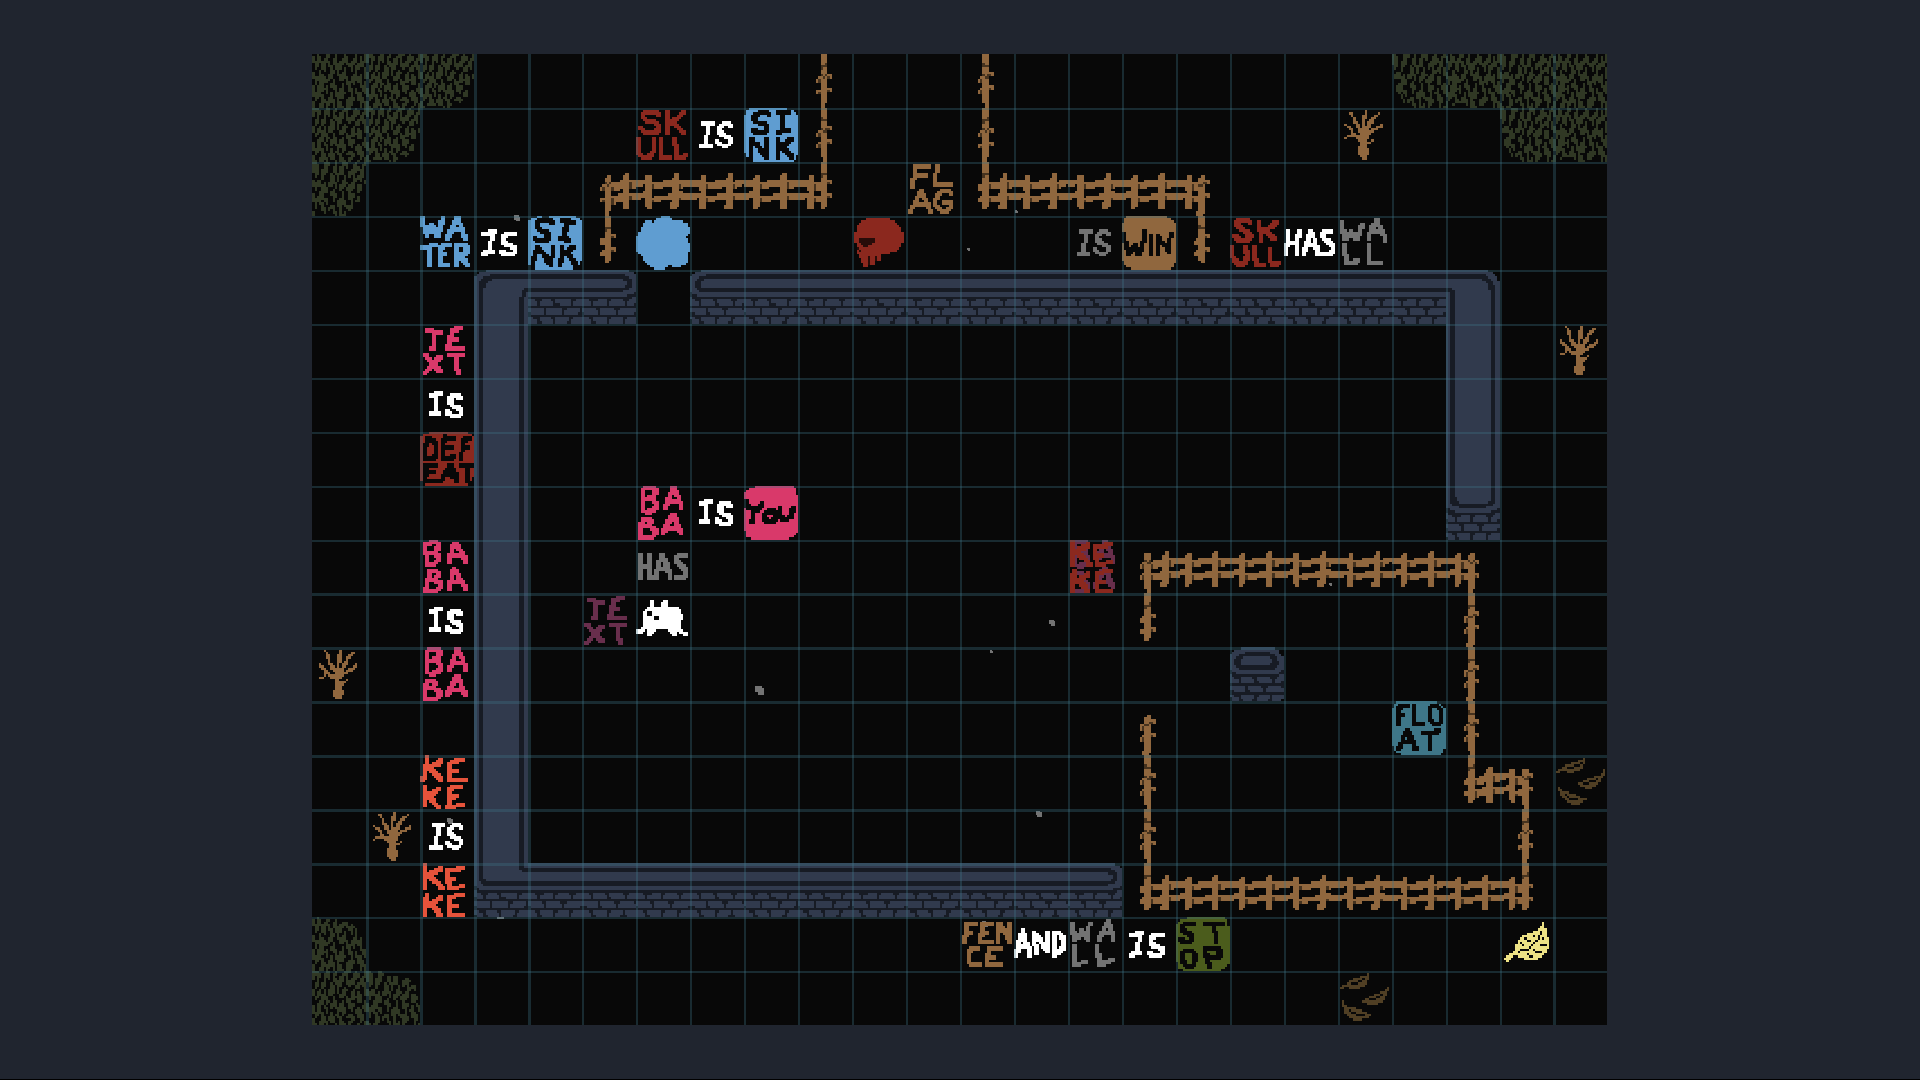 SKULL IS SINK
FLAG
WATER IS SINK
IS WIN
SKULL HAS WALL
TEXT
IS
DEFEAT
BABA IS YOU
HAS
TEXT
BABA
IS
BABA
FLOAT
KEKE
IS
KEKE
FENCE AND WALL IS STOP